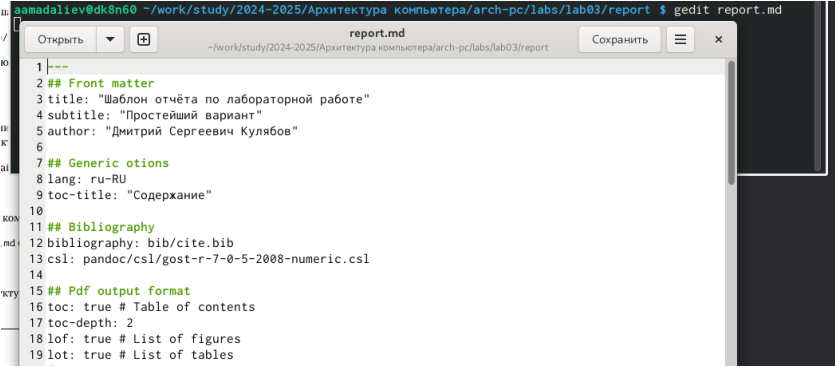 aamadaliev@dk8n60 ~/work/study/2024-2025/Архитектура компьютера/arch-pc/labs/lab03/report $ gedit report.md
Открыть
report.md
~/work/study/2024-2025/Архитектура компьютера/arch-pc/labs/lab03/report
Сохранить
1 ---
2 ## Front matter
3 title: "Шаблон отчёта по лабораторной работе"
4 subtitle: "Простейший вариант"
5 author: "Дмитрий Сергеевич Кулябов"
6
7 ## Generic otions
8 lang: ru-RU
9 toc-title: "Содержание"
10
11 ## Bibliography
12 bibliography: bib/cite.bib
13 csl: pandoc/csl/gost-r-7-0-5-2008-numeric.csl
14
15 ## Pdf output format
16 toc: true # Table of contents
17 toc-depth: 2
18 lof: true # List of figures
19 lot: true # List of tables
ком
.md
кту